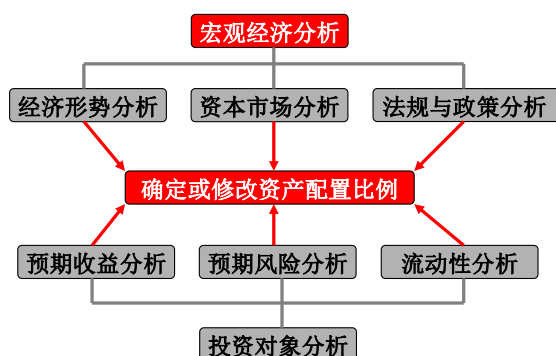 宏观经济分析
经济形势分析
资本市场分析
法规与政策分析
确定或修改资产配置比例
预期收益分析
预期风险分析
流动性分析
投资对象分析